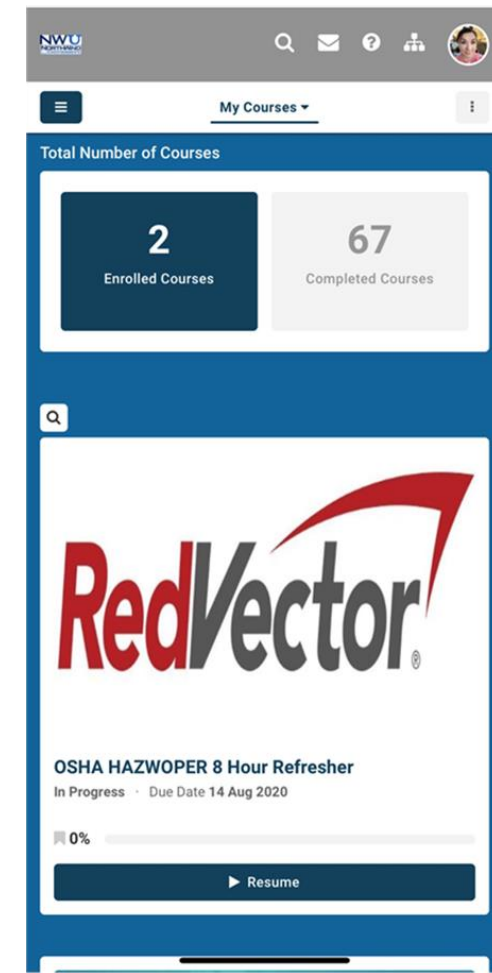 NWU
My Courses
Total Number of Courses
2
Enrolled Courses
67
Completed Courses
RedVector®
OSHA HAZWOPER 8 Hour Refresher
In Progress · Due Date 14 Aug 2020
0%
Resume